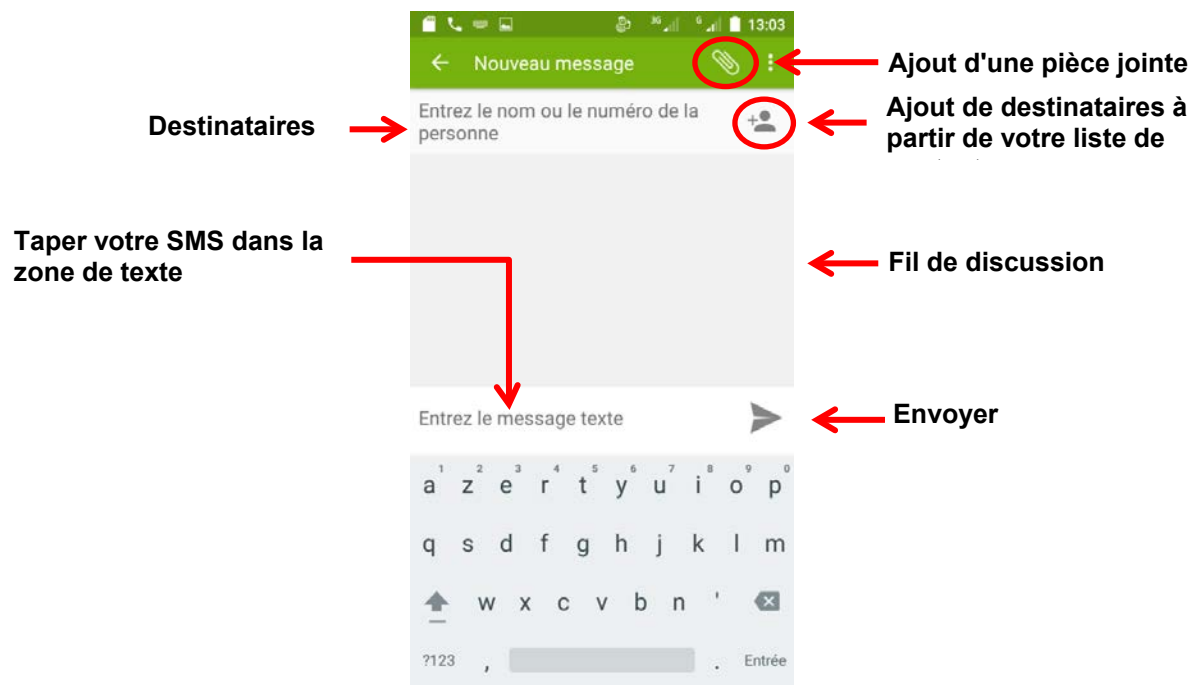 3G G 13:03
Nouveau message
Ajout d'une pièce jointe
Entrez le nom ou le numéro de la
personne
Destinataires
Ajout de destinataires à
partir de votre liste de
Taper votre SMS dans la
zone de texte
Fil de discussion
Entrez le message texte
Envoyer
1 2 3 4 5 6 7 8 9 0
a z e r t y u i o p
q s d f g h j k l m
w x c v b n '
?123 , . Entrée